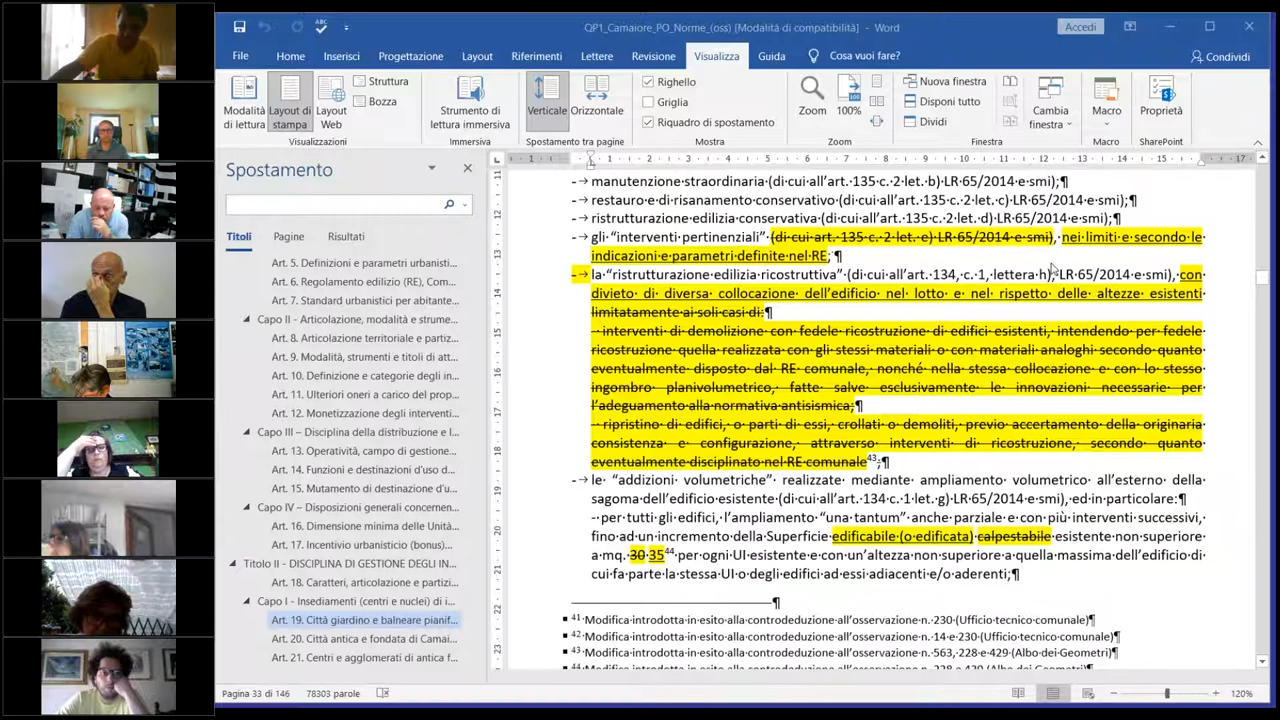 QP1_Camaiore_PO_Norme_(oss) [Modalità di compatibilità] - Word
Accedi
File Home Inserisci Progettazione Layout Riferimenti Lettere Revisione Visualizza Guida Cosa vuoi fare? Condividi
Modalità di lettura
Layout di stampa
Layout Web
Struttura
Bozza
Visualizzazioni
Strumento di lettura immersiva
Immersiva
Verticale
Orizzontale
Spostamento tra pagine
Righello
Griglia
Riquadro di spostamento
Mostra
Zoom
100%
Zoom
Nuova finestra
Disponi tutto
Dividi
Cambia finestra
Finestra
Macro
Macro
Proprietà
SharePoint
Spostamento
Titoli Pagine Risultati
Art. 5. Definizioni e parametri urbanisti...
Art. 6. Regolamento edilizio (RE), Com...
Art. 7. Standard urbanistici per abitante...
Capo II – Articolazione, modalità e strume...
Art. 8. Articolazione territoriale e partiz...
Art. 9. Modalità, strumenti e titoli di att...
Art. 10. Definizione e categorie degli in...
Art. 11. Ulteriori oneri a carico del prop...
Art. 12. Monetizzazione degli interventi...
Capo III – Disciplina della distribuzione e l...
Art. 13. Operatività, campo di gestione...
Art. 14. Funzioni e destinazioni d'uso d...
Art. 15. Mutamento di destinazione d'u...
Capo IV – Disposizioni generali concernen...
Art. 16. Dimensione minima delle Unità...
Art. 17. Incentivio urbanisticio (bonus)...
Titolo II - DISCIPLINA DI GESTIONE DEGLI IN...
Art. 18. Caratteri, articolazione e partizi...
Capo I - Insediamenti (centri e nuclei) di i...
Art. 19. Città giardino e balneare pianif...
Art. 20. Città antica e fondata di Camai...
Art. 21. Centri e agglomerati di antica f...
- manutenzione straordinaria (di cui all'art. 135 c. 2 let. b) LR 65/2014 e smi);
- restauro e di risanamento conservativo (di cui all'art. 135 c. 2 let. c) LR 65/2014 e smi);
- ristrutturazione edilizia conservativa (di cui all'art. 135 c. 2 let. d) LR 65/2014 e smi);
- gli "interventi pertinenziali" (di cui art. 135 c. 2 let. e) LR 65/2014 e smi), nei limiti e secondo le
indicazioni e parametri definite nel RE;
- la "ristrutturazione edilizia ricostruttiva" (di cui all'art. 134, c. 1, lettera h), LR 65/2014 e smi), con
divieto di diversa collocazione dell'edificio nel lotto e nel rispetto delle altezze esistenti
limitatamente ai soli casi di:
- interventi di demolizione con fedele ricostruzione di edifici esistenti, intendendo per fedele
ricostruzione quella realizzata con gli stessi materiali o con materiali analoghi secondo quanto
eventualmente disposto dal RE comunale, nonché nella stessa collocazione e con lo stesso
ingombro planivolumetrico, fatte salve esclusivamente le innovazioni necessarie per
l'adeguamento alla normativa antisismica;
- ripristino di edifici, o parti di essi, crollati o demoliti, previo accertamento della originaria
consistenza e configurazione, attraverso interventi di ricostruzione, secondo quanto
eventualmente disciplinato nel RE comunale43;
- le "addizioni volumetriche" realizzate mediante ampliamento volumetrico all'esterno della
sagoma dell'edificio esistente (di cui all'art. 134 c. 1 let. g) LR 65/2014 e smi), ed in particolare:
- per tutti gli edifici, l'ampliamento "una tantum" anche parziale e con più interventi successivi,
fino ad un incremento della Superficie edificabile (o edificata) calpestabile esistente non superiore
a mq. 30 35 44 per ogni UI esistente e con un'altezza non superiore a quella massima dell'edificio di
cui fa parte la stessa UI o degli edifici ad essi adiacenti e/o aderenti;
41 Modifica introdotta in esito alla controdeduzione all'osservazione n. 230 (Ufficio tecnico comunale)
42 Modifica introdotta in esito alla controdeduzione all'osservazione n. 14 e 230 (Ufficio tecnico comunale)
43 Modifica introdotta in esito alla controdeduzione all'osservazione n. 563, 228 e 429 (Albo dei Geometri)
Pagina 33 di 146 78303 parole 120%